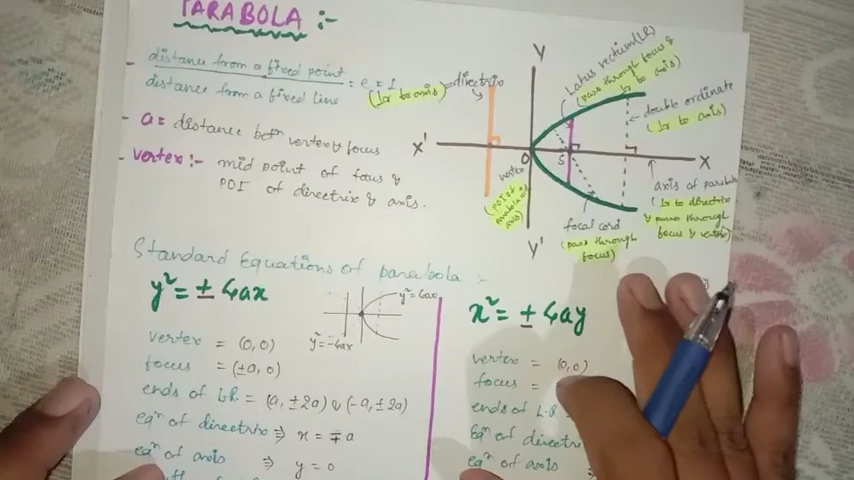 PARABOLA :-
- distance from a fixed point
distance from a fixed line = e = 1
- a = distance betn vertex & focus
- vertex :- mid point of focus &
POI of directrix & axis.
directrix
(⊥r to axis)
Y
Latus rectum (LR)
(pass through focus &
⊥r to axis)
double ordinate
(⊥r to axis)
X'
O
S
X
vertex
(POI of
parabola &
axis)
axis of parabola
(⊥r to directrix
& pass through
focus & vertex)
focal cord
(pass through
focus)
Y'
Standard Equations of parabola :-
y² = ± 4ax
y² = 4ax
y² = -4ax
vertex = (0,0)
focus = (±a, 0)
ends of LR = (a, ±2a) & (-a, ±2a)
eqn of directrix ⇒ x = ∓a
eqn of axis ⇒ y = 0
x² = ± 4ay
vertex = (0,0)
focus =
ends of L.R
Eqn of directri
eqn of axis